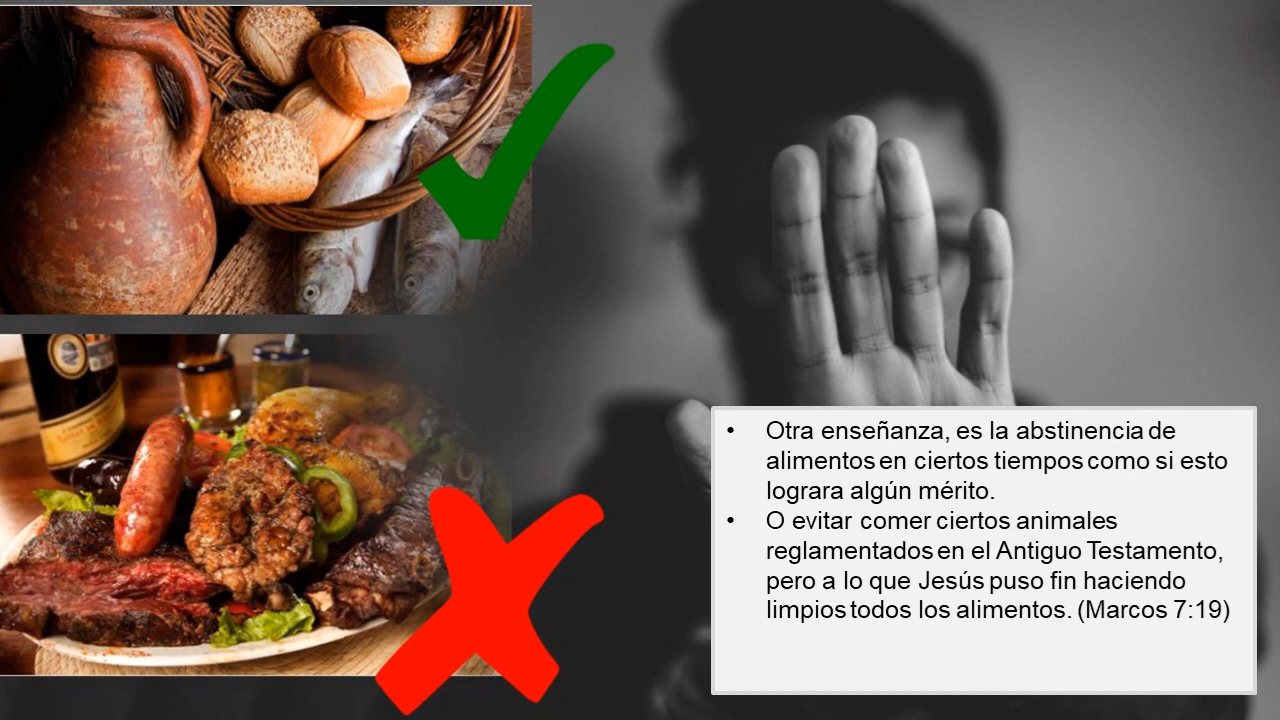 • Otra enseñanza, es la abstinencia de
alimentos en ciertos tiempos como si esto
lograra algún mérito.
• O evitar comer ciertos animales
reglamentados en el Antiguo Testamento,
pero a lo que Jesús puso fin haciendo
limpios todos los alimentos. (Marcos 7:19)